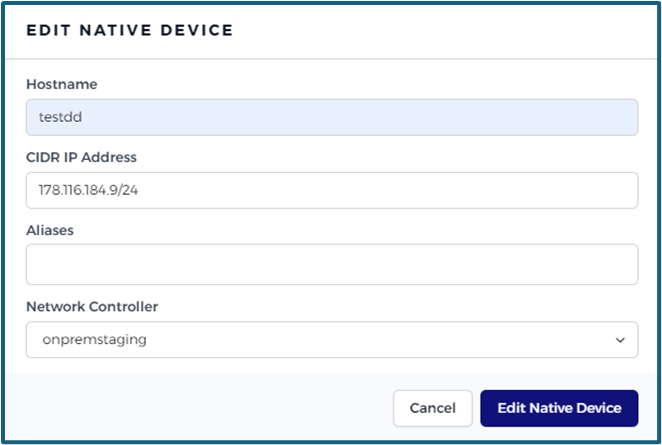 EDIT NATIVE DEVICE
Hostname
testdd
CIDR IP Address
178.116.184.9/24
Aliases
Network Controller
onpremstaging
Cancel
Edit Native Device